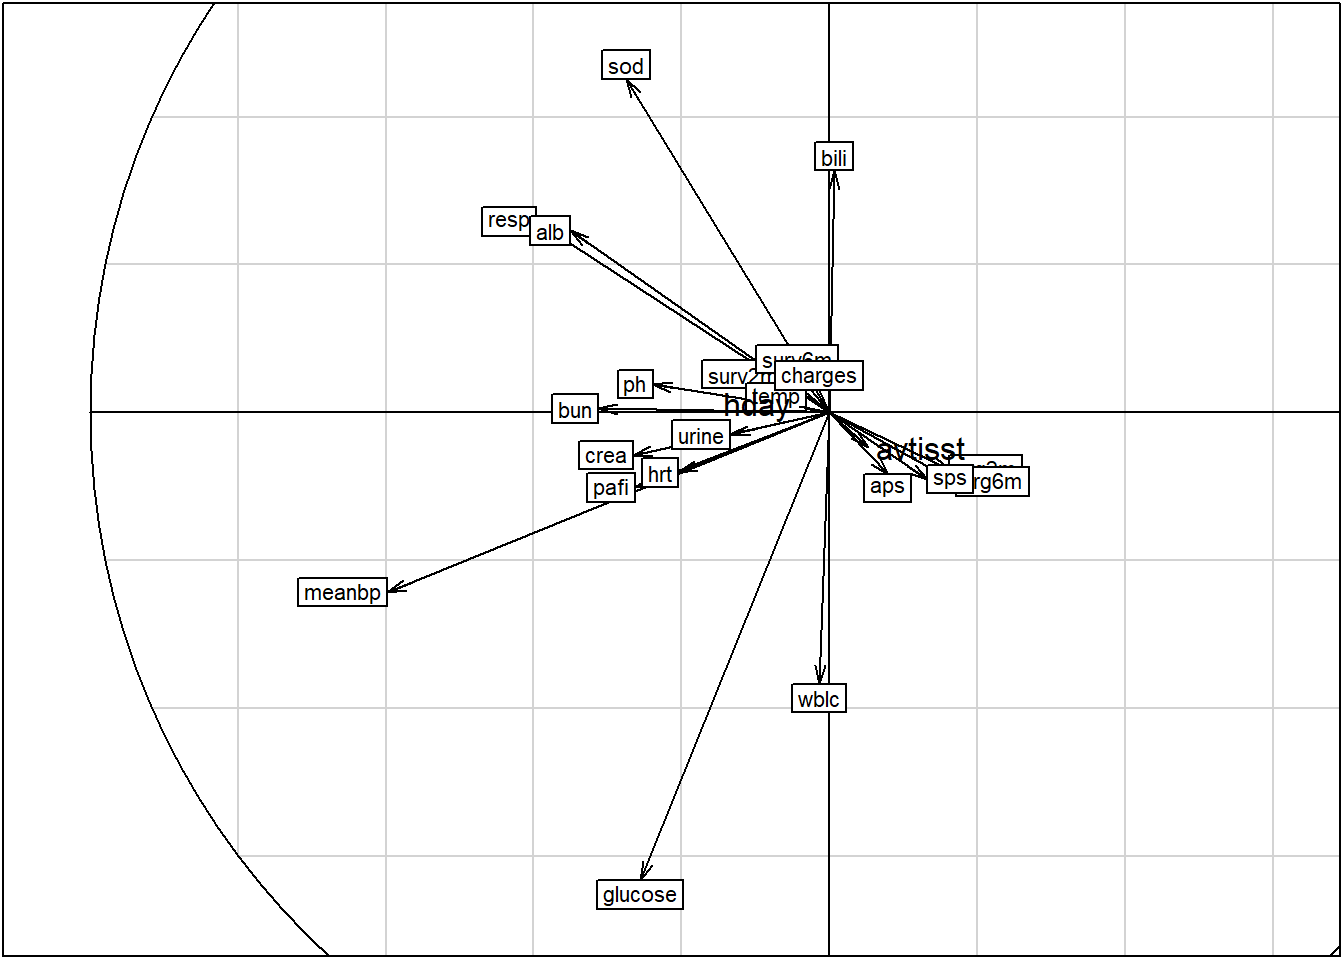 sod
bili
resp
alb
surv6m
surv2m
charges
ph
temp
hday
bun
urine
avtisst
crea
hrt
sps
rg6m
aps
pafi
meanbp
wblc
glucose